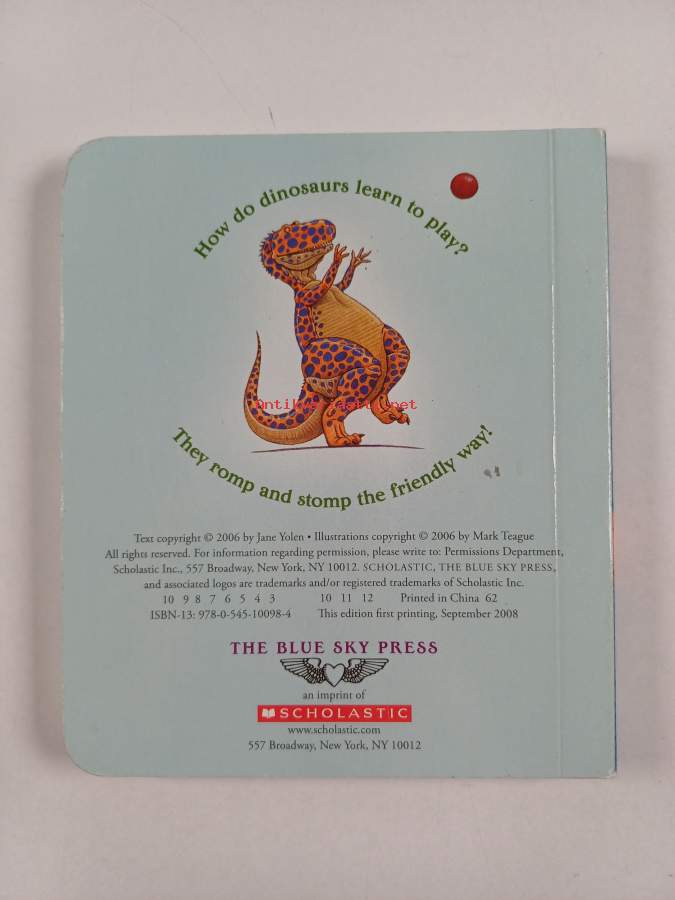 How do dinosaurs learn to play?
Antikvariaatti.net
They romp and stomp the friendly way!
Text copyright © 2006 by Jane Yolen • Illustrations copyright © 2006 by Mark Teague
All rights reserved. For information regarding permission, please write to: Permissions Department,
Scholastic Inc., 557 Broadway, New York, NY 10012. SCHOLASTIC, THE BLUE SKY PRESS,
and associated logos are trademarks and/or registered trademarks of Scholastic Inc.
10 9 8 7 6 5 4 3 10 11 12 Printed in China 62
ISBN-13: 978-0-545-10098-4 This edition first printing, September 2008
THE BLUE SKY PRESS
an imprint of
SCHOLASTIC
www.scholastic.com
557 Broadway, New York, NY 10012